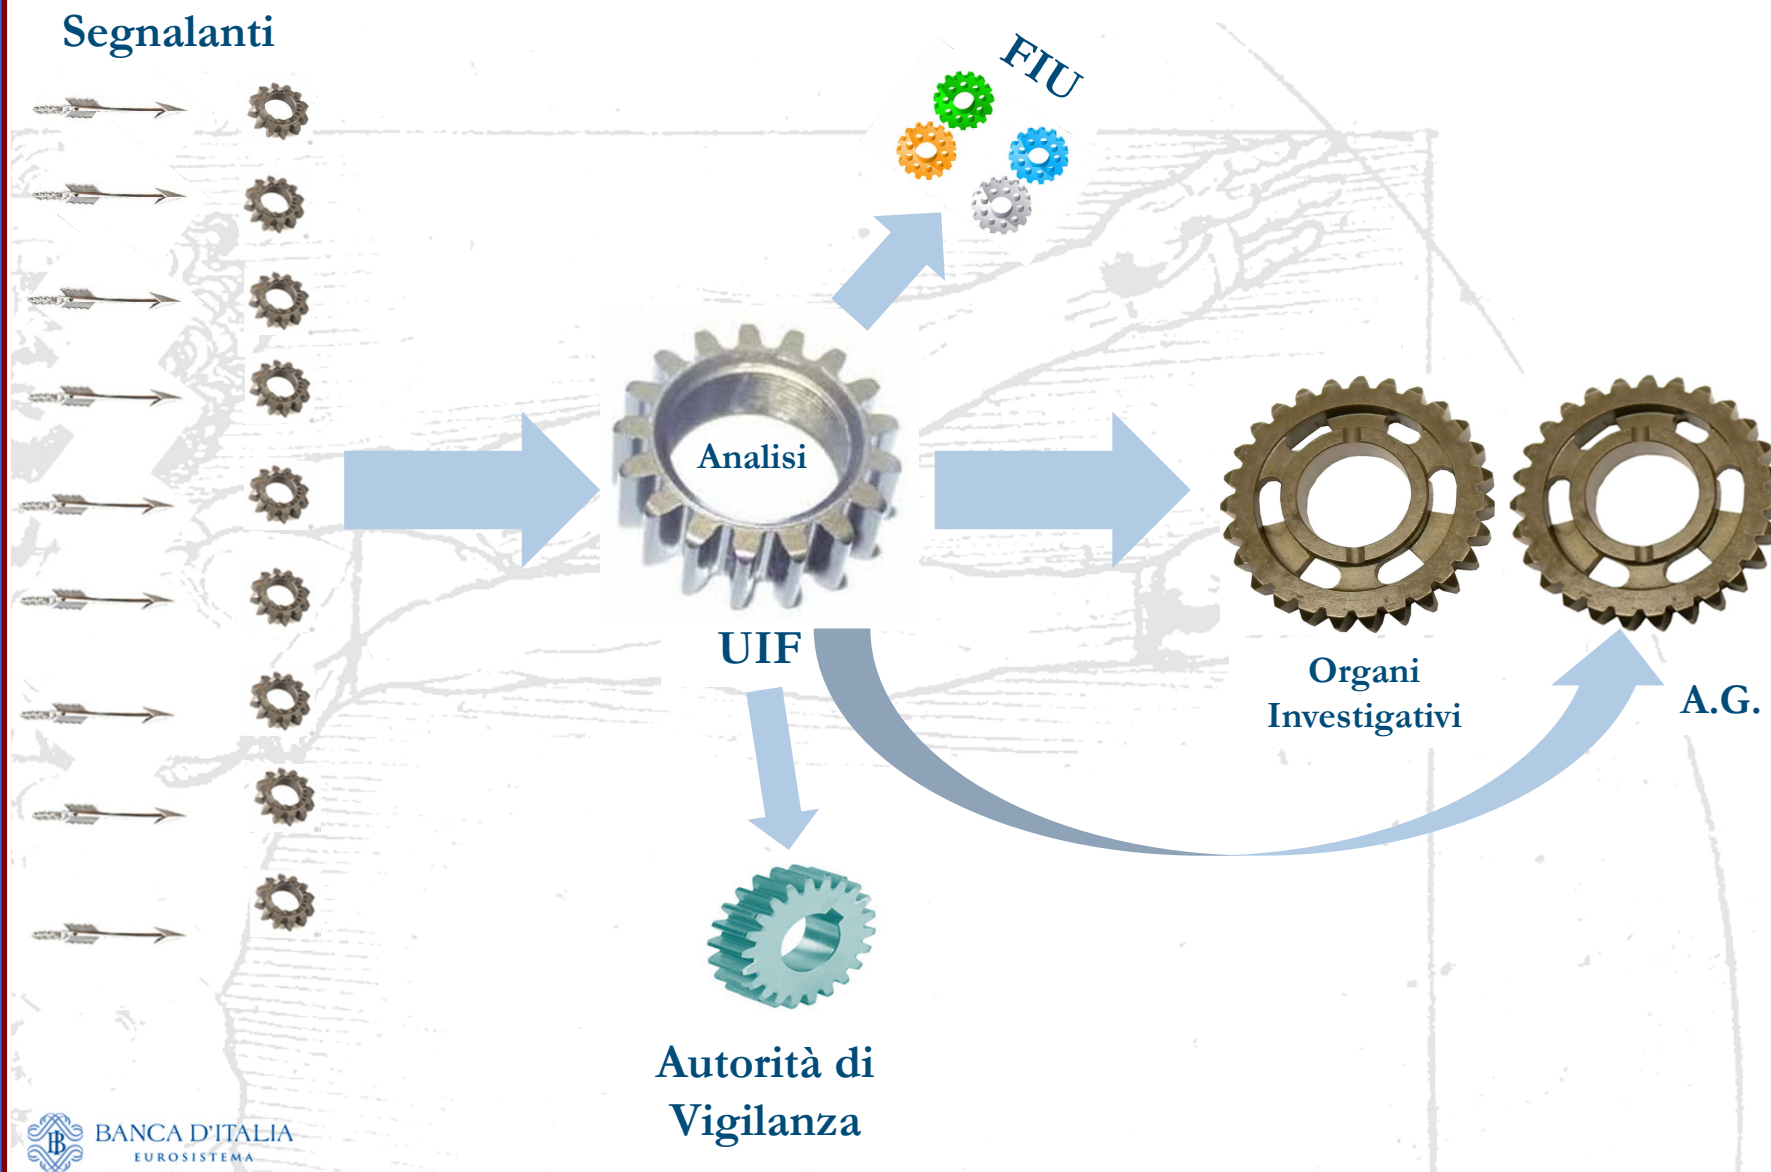 Segnalanti
FIU
Analisi
UIF
Organi
Investigativi
A.G.
Autorità di
Vigilanza
BANCA D'ITALIA
EUROSISTEMA